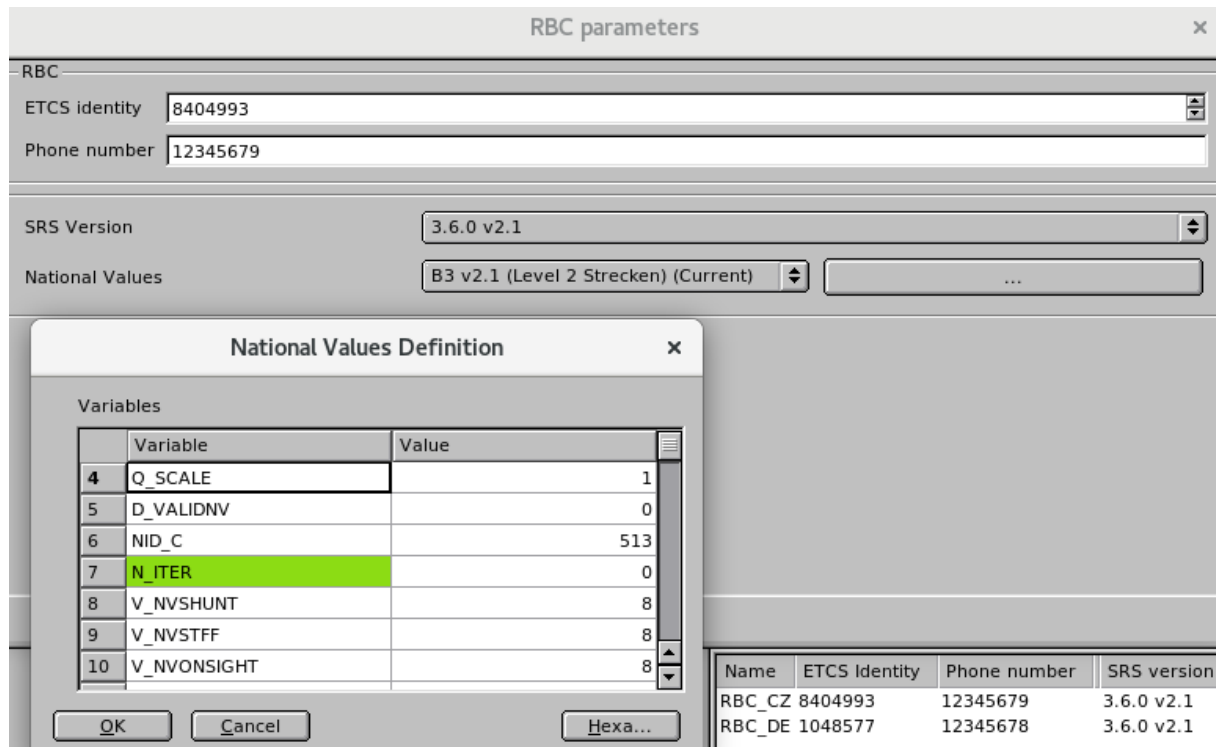 RBC parameters ×
RBC
ETCS identity 8404993
Phone number 12345679
SRS Version 3.6.0 v2.1
National Values B3 v2.1 (Level 2 Strecken) (Current) ...
National Values Definition ×
Variables
Variable Value
4 Q_SCALE 1
5 D_VALIDNV 0
6 NID_C 513
7 N_ITER 0
8 V_NVSHUNT 8
9 V_NVSTFF 8
10 V_NVONSIGHT 8
OK Cancel Hexa...
Name ETCS Identity Phone number SRS version
RBC_CZ 8404993 12345679 3.6.0 v2.1
RBC_DE 1048577 12345678 3.6.0 v2.1